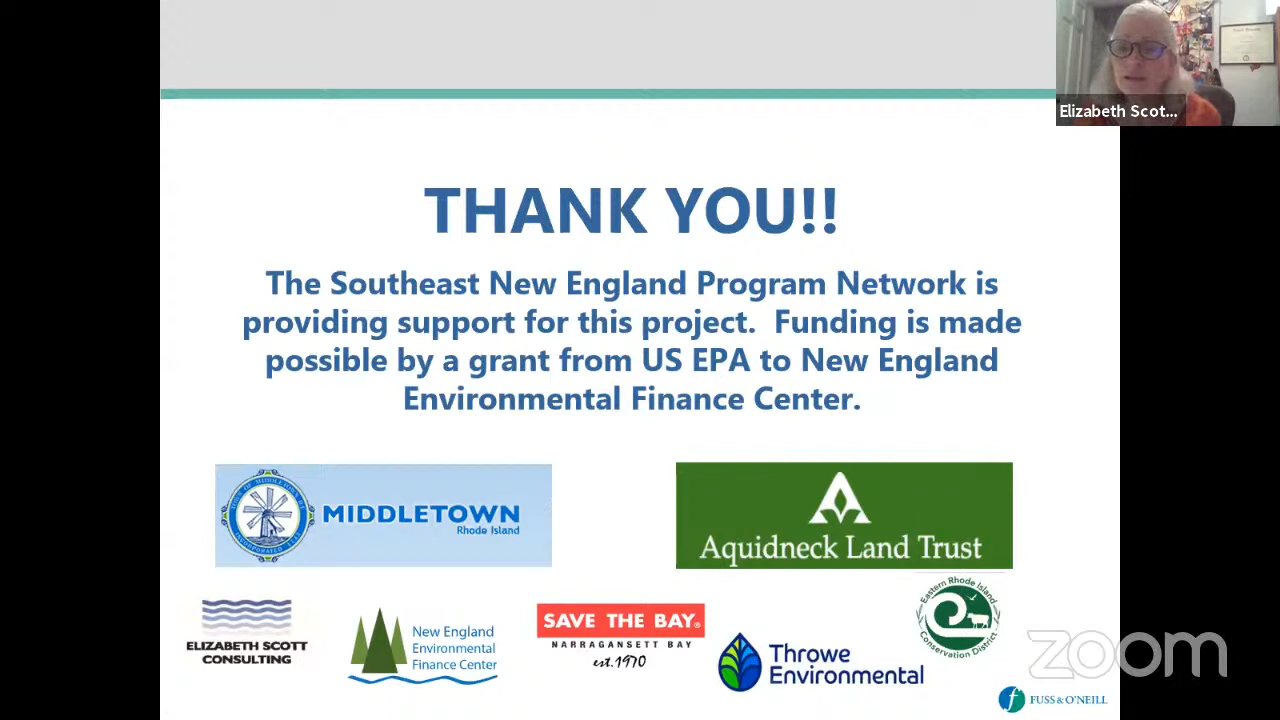 Elizabeth Scot...
THANK YOU!!
The Southeast New England Program Network is
providing support for this project.  Funding is made
possible by a grant from US EPA to New England
Environmental Finance Center.
MIDDLETOWN
Rhode Island
Aquidneck Land Trust
ELIZABETH SCOTT
CONSULTING
New England
Environmental
Finance Center
SAVE THE BAY®
NARRAGANSETT BAY
est.1970
Throwe
Environmental
Eastern Rhode Island
Conservation District
zoom
FUSS & O'NEILL